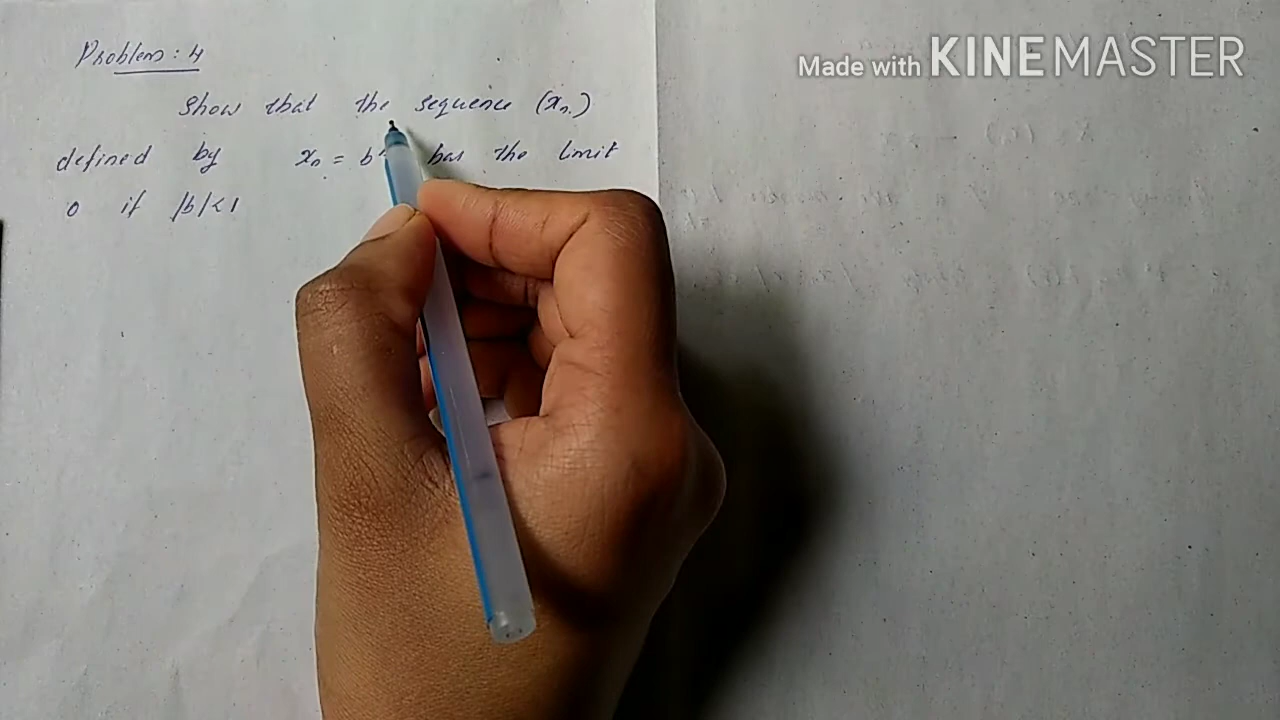 Made with KINEMASTER
Problem: 4
Show that the sequence (xn)
defined by xn = b has the limit
0 if |b|<1